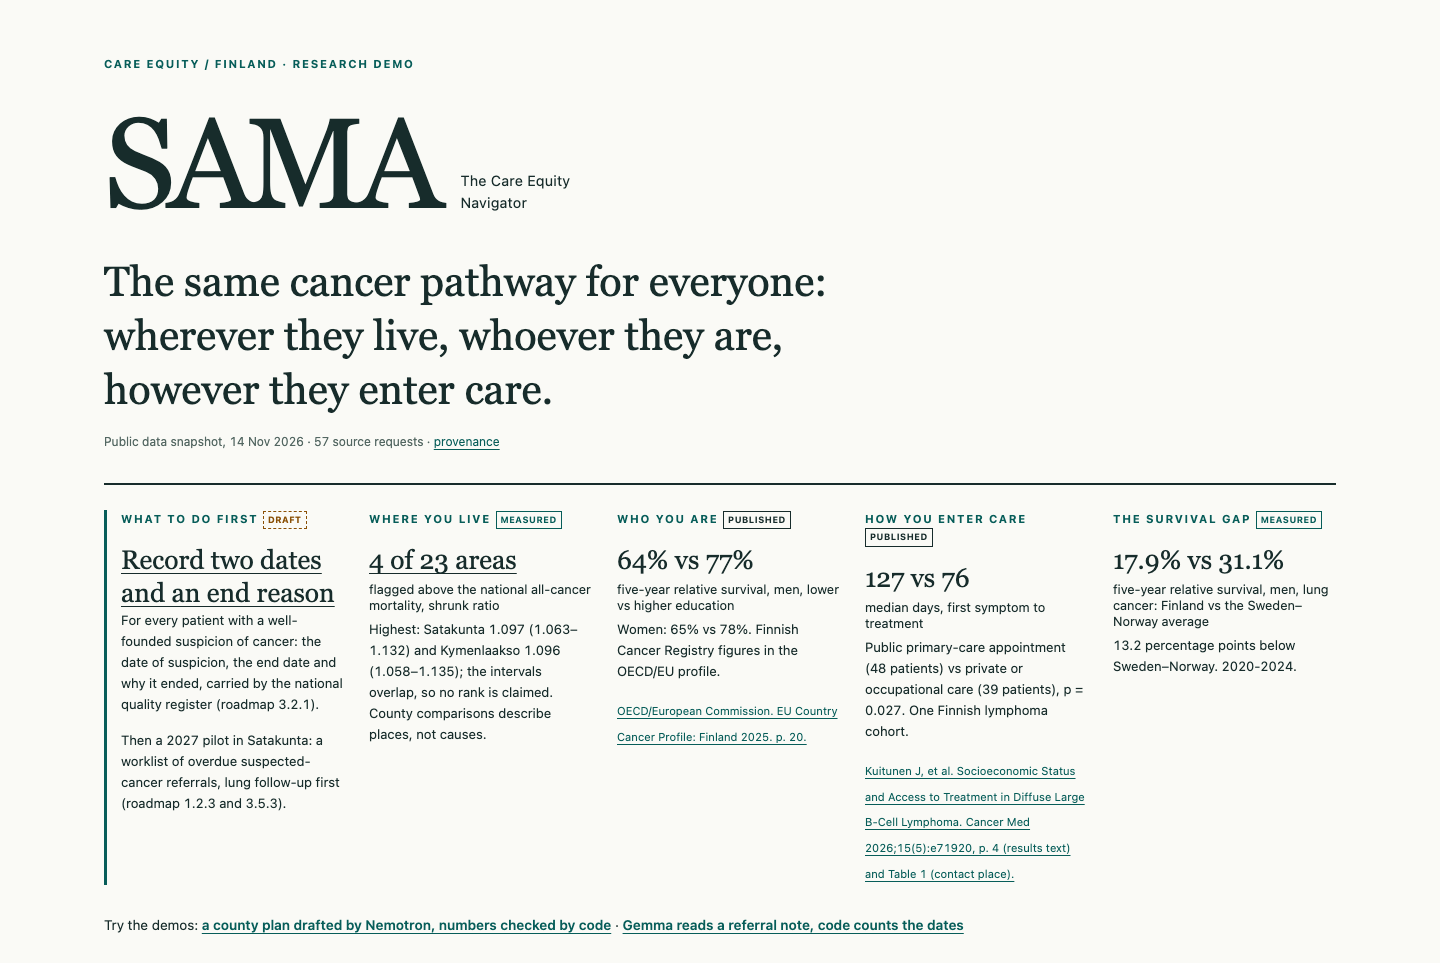 CARE EQUITY / FINLAND · RESEARCH DEMO
SAMA
The Care Equity
Navigator
The same cancer pathway for everyone:
wherever they live, whoever they are,
however they enter care.
Public data snapshot, 14 Nov 2026 · 57 source requests · provenance
WHAT TO DO FIRST DRAFT
Record two dates
and an end reason
For every patient with a well-
founded suspicion of cancer: the
date of suspicion, the end date and
why it ended, carried by the national
quality register (roadmap 3.2.1).
Then a 2027 pilot in Satakunta: a
worklist of overdue suspected-
cancer referrals, lung follow-up first
(roadmap 1.2.3 and 3.5.3).
WHERE YOU LIVE MEASURED
4 of 23 areas
flagged above the national all-cancer
mortality, shrunk ratio
Highest: Satakunta 1.097 (1.063–
1.132) and Kymenlaakso 1.096
(1.058–1.135); the intervals
overlap, so no rank is claimed.
County comparisons describe
places, not causes.
WHO YOU ARE PUBLISHED
64% vs 77%
five-year relative survival, men, lower
vs higher education
Women: 65% vs 78%. Finnish
Cancer Registry figures in the
OECD/EU profile.
OECD/European Commission. EU Country
Cancer Profile: Finland 2025. p. 20.
HOW YOU ENTER CARE
PUBLISHED
127 vs 76
median days, first symptom to
treatment
Public primary-care appointment
(48 patients) vs private or
occupational care (39 patients), p =
0.027. One Finnish lymphoma
cohort.
Kuitunen J, et al. Socioeconomic Status
and Access to Treatment in Diffuse Large
B-Cell Lymphoma. Cancer Med
2026;15(5):e71920, p. 4 (results text)
and Table 1 (contact place).
THE SURVIVAL GAP MEASURED
17.9% vs 31.1%
five-year relative survival, men, lung
cancer: Finland vs the Sweden–
Norway average
13.2 percentage points below
Sweden–Norway. 2020-2024.
Try the demos: a county plan drafted by Nemotron, numbers checked by code · Gemma reads a referral note, code counts the dates